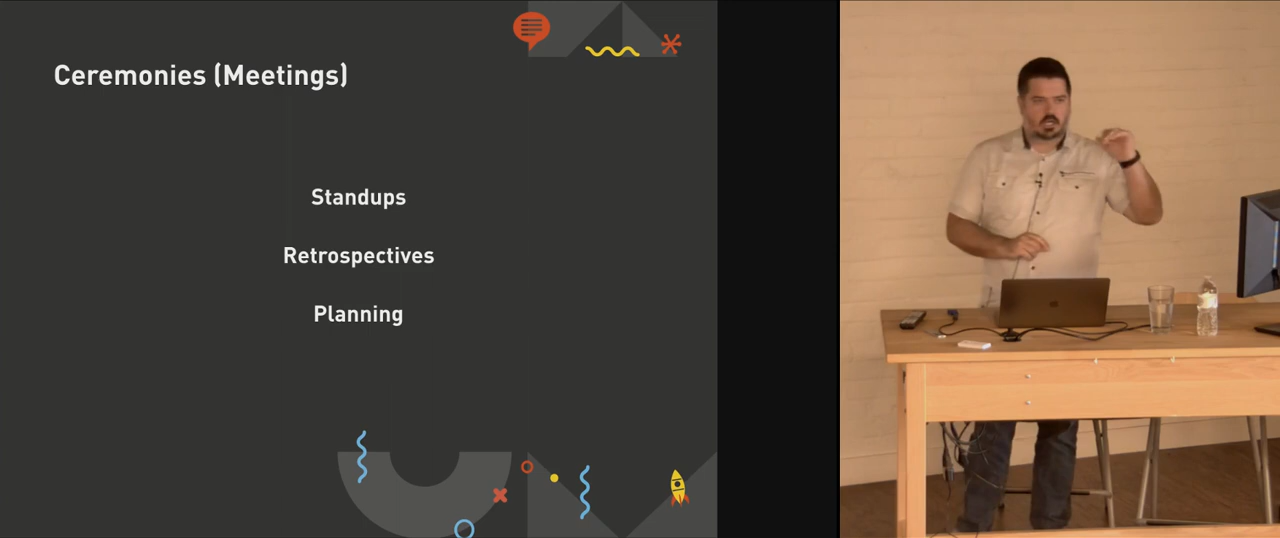 Ceremonies (Meetings)
Standups
Retrospectives
Planning